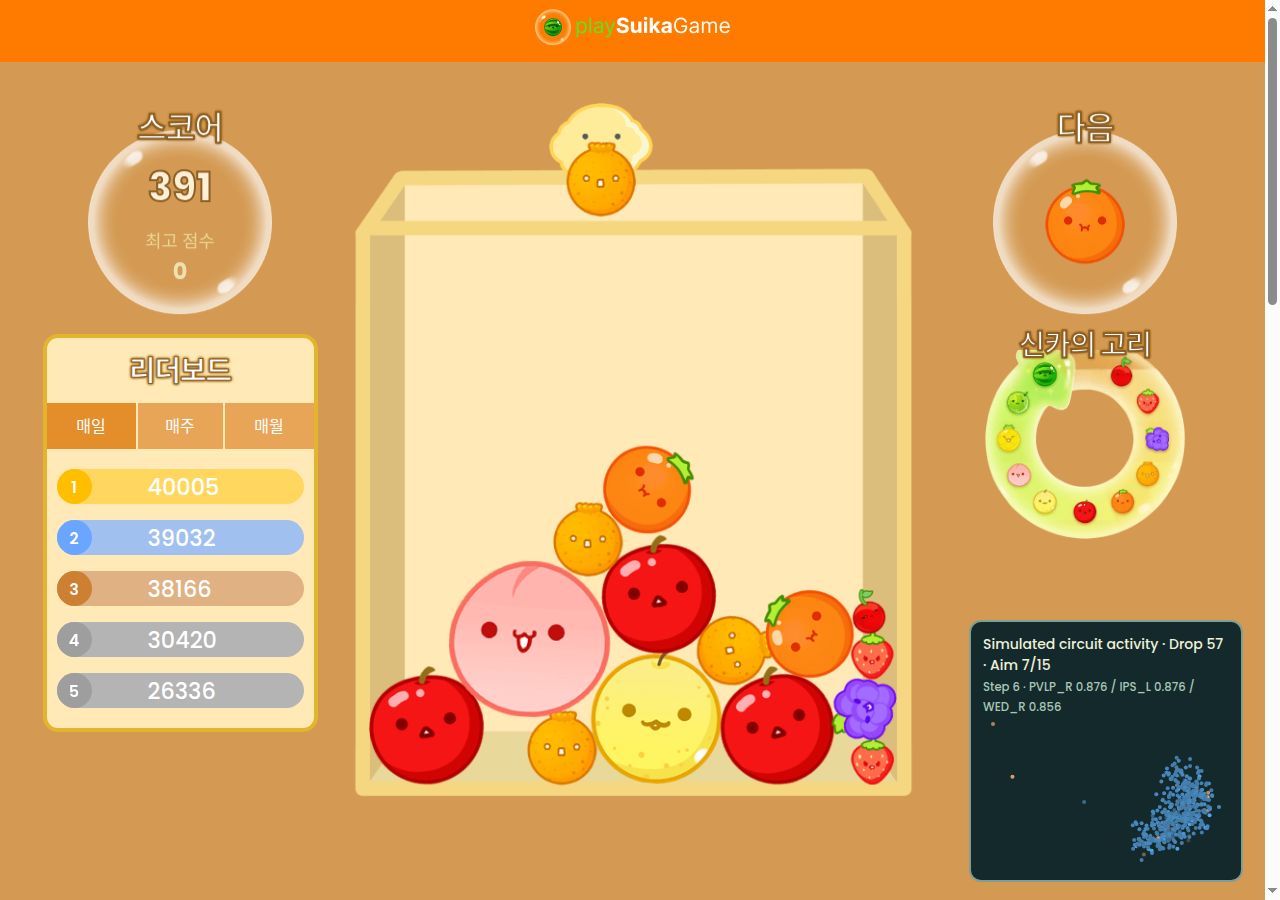 playSuikaGame
스코어
391
최고 점수
0
다음
리더보드
매일 매주 매월
1 40005
2 39032
3 38166
4 30420
5 26336
신카의 고리
Simulated circuit activity · Drop 57
· Aim 7/15
Step 6 · PVLP_R 0.876 / IPS_L 0.876 /
WED_R 0.856